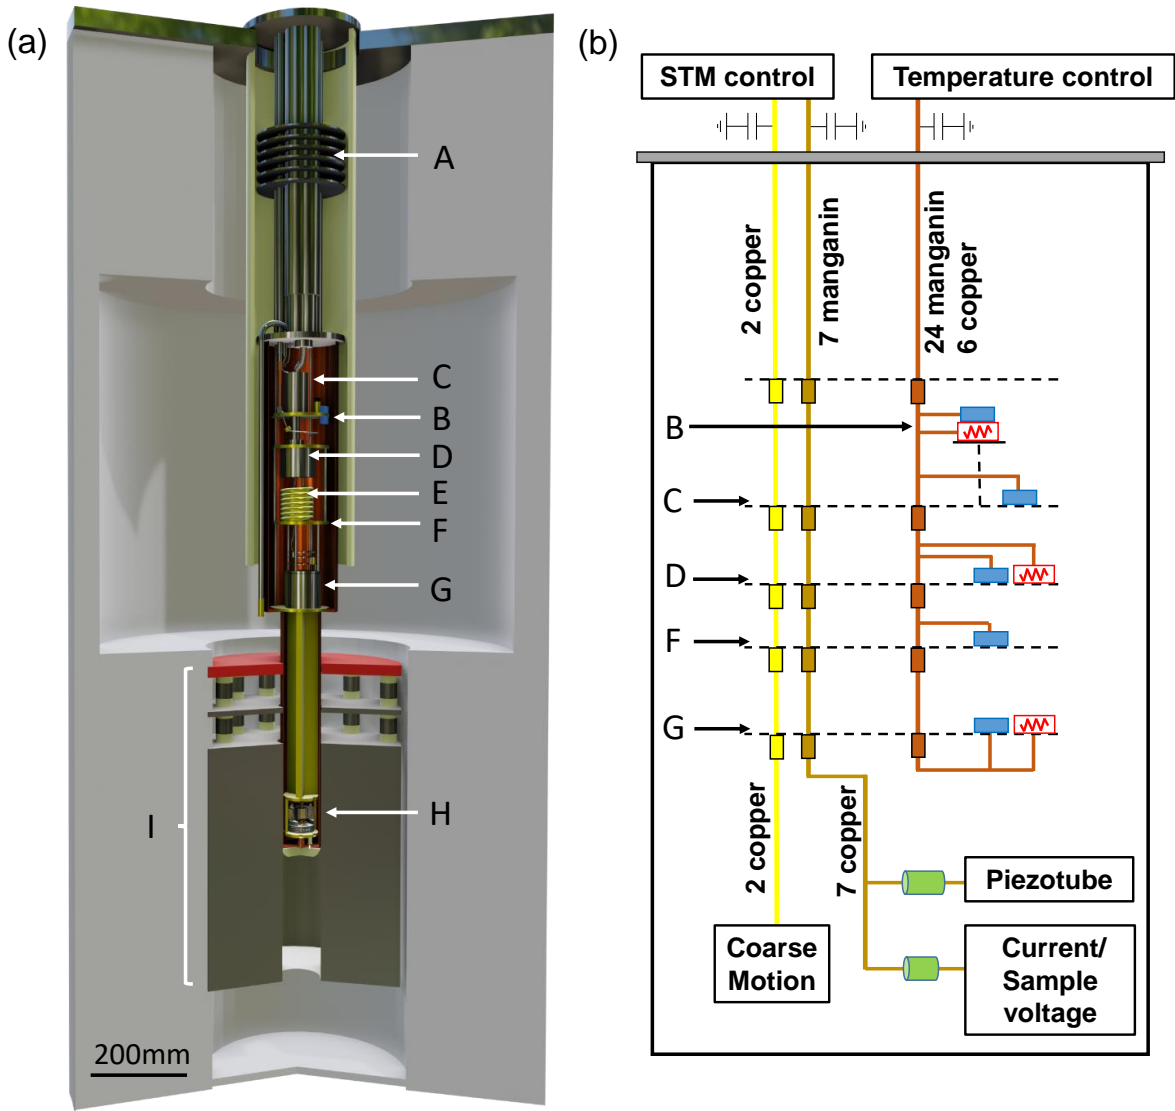 (a)
A
C
B
D
E
F
G
H
I
200mm
(b)
STM control
Temperature control
2 copper
7 manganin
24 manganin
6 copper
B
C
D
F
G
2 copper
7 copper
Piezotube
Coarse
Motion
Current/
Sample
voltage